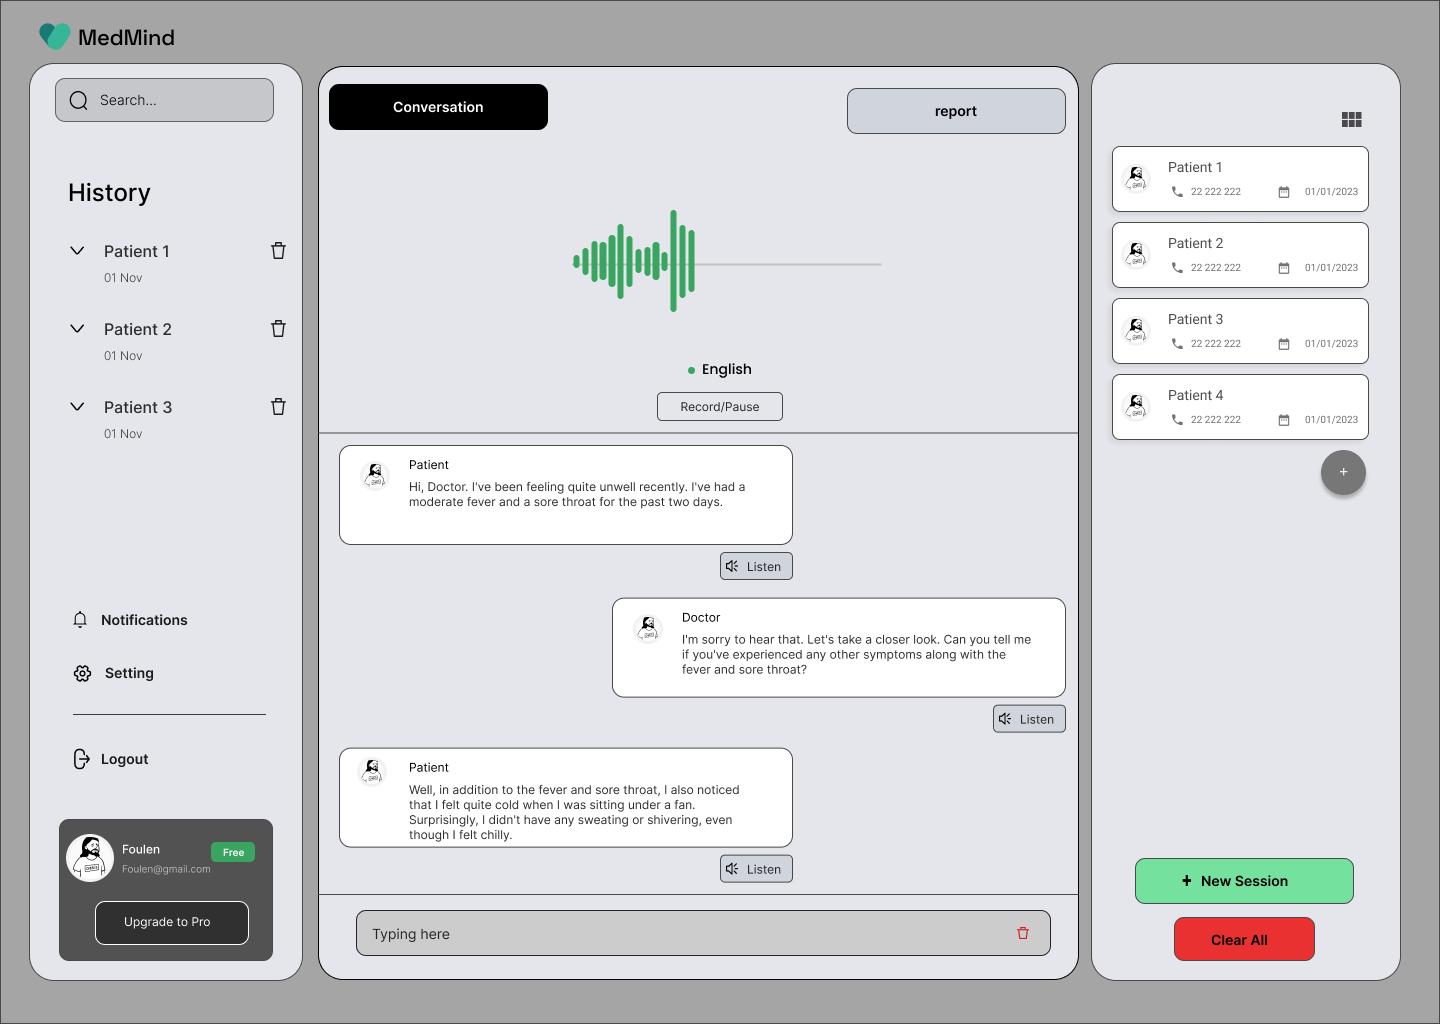 MedMind
Search...
History
Patient 1
01 Nov
Patient 2
01 Nov
Patient 3
01 Nov
Notifications
Setting
Logout
Foulen
Free
Foulen@gmail.com
Upgrade to Pro
Conversation
report
English
Record/Pause
Patient
Hi, Doctor. I've been feeling quite unwell recently. I've had a
moderate fever and a sore throat for the past two days.
Listen
Doctor
I'm sorry to hear that. Let's take a closer look. Can you tell me
if you've experienced any other symptoms along with the
fever and sore throat?
Listen
Patient
Well, in addition to the fever and sore throat, I also noticed
that I felt quite cold when I was sitting under a fan.
Surprisingly, I didn't have any sweating or shivering, even
though I felt chilly.
Listen
Typing here
Patient 1
22 222 222 01/01/2023
Patient 2
22 222 222 01/01/2023
Patient 3
22 222 222 01/01/2023
Patient 4
22 222 222 01/01/2023
+
+ New Session
Clear All